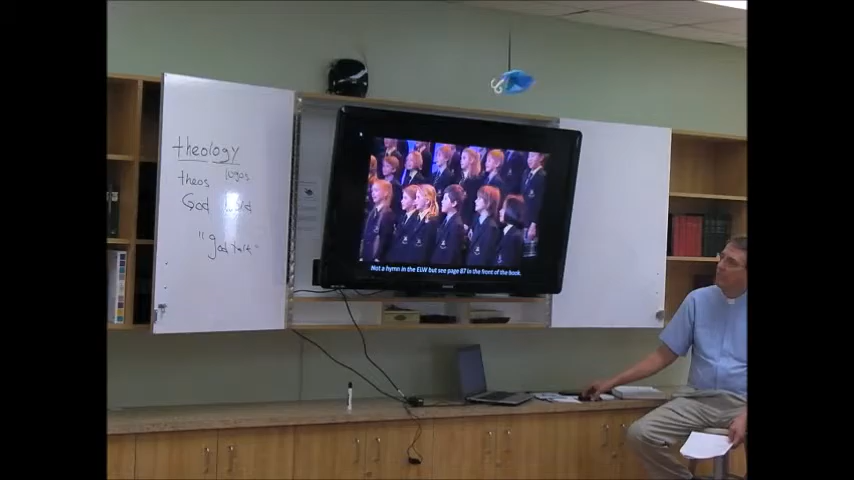 theology
theos logos
God word
"god talk"
Not a hymn in the ELW but see page 87 in the front of the book.